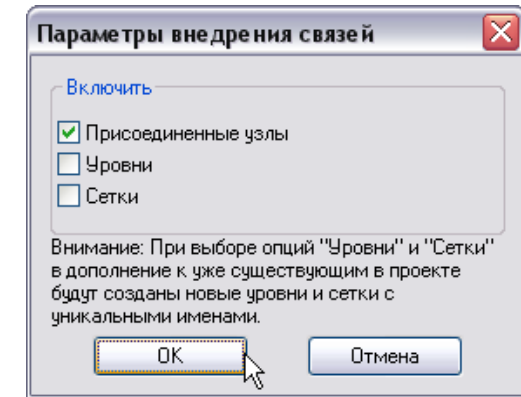 Параметры внедрения связей
Включить
Присоединенные узлы
Уровни
Сетки
Внимание: При выборе опций "Уровни" и "Сетки"
в дополнение к уже существующим в проекте
будут созданы новые уровни и сетки с
уникальными именами.
OK
Отмена